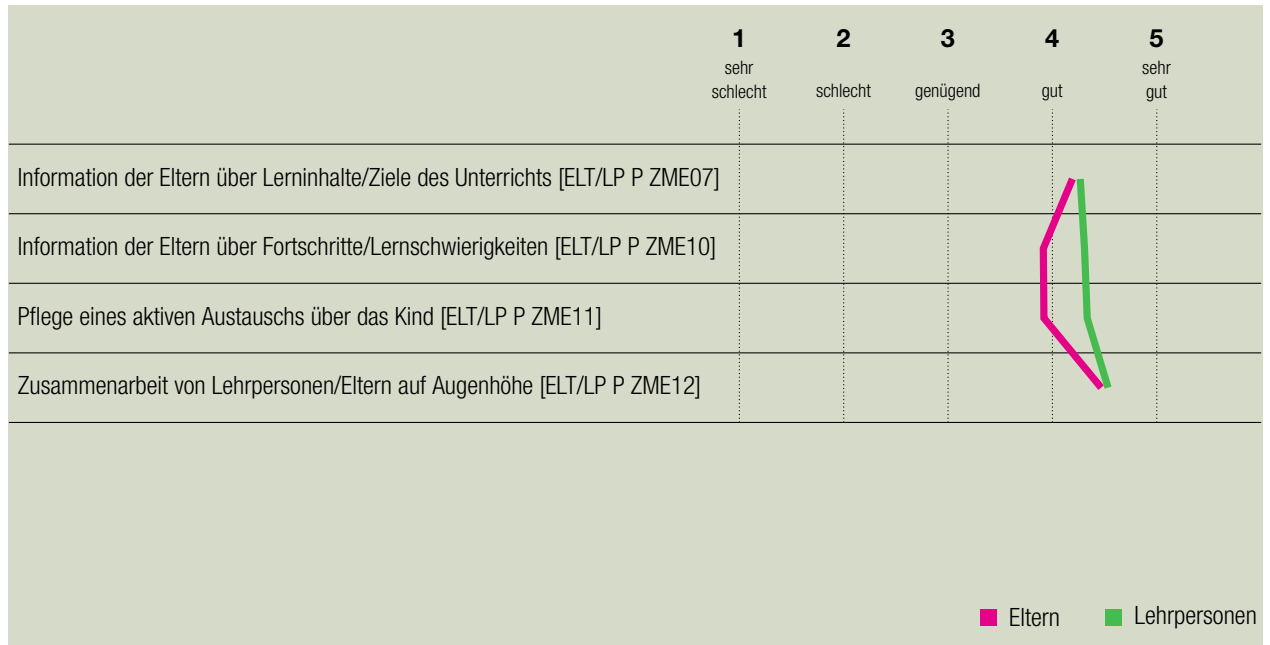 1 2 3 4 5
sehr schlecht schlecht genügend gut sehr gut
Information der Eltern über Lerninhalte/Ziele des Unterrichts [ELT/LP P ZME07]
Information der Eltern über Fortschritte/Lernschwierigkeiten [ELT/LP P ZME10]
Pflege eines aktiven Austauschs über das Kind [ELT/LP P ZME11]
Zusammenarbeit von Lehrpersonen/Eltern auf Augenhöhe [ELT/LP P ZME12]
Eltern Lehrpersonen